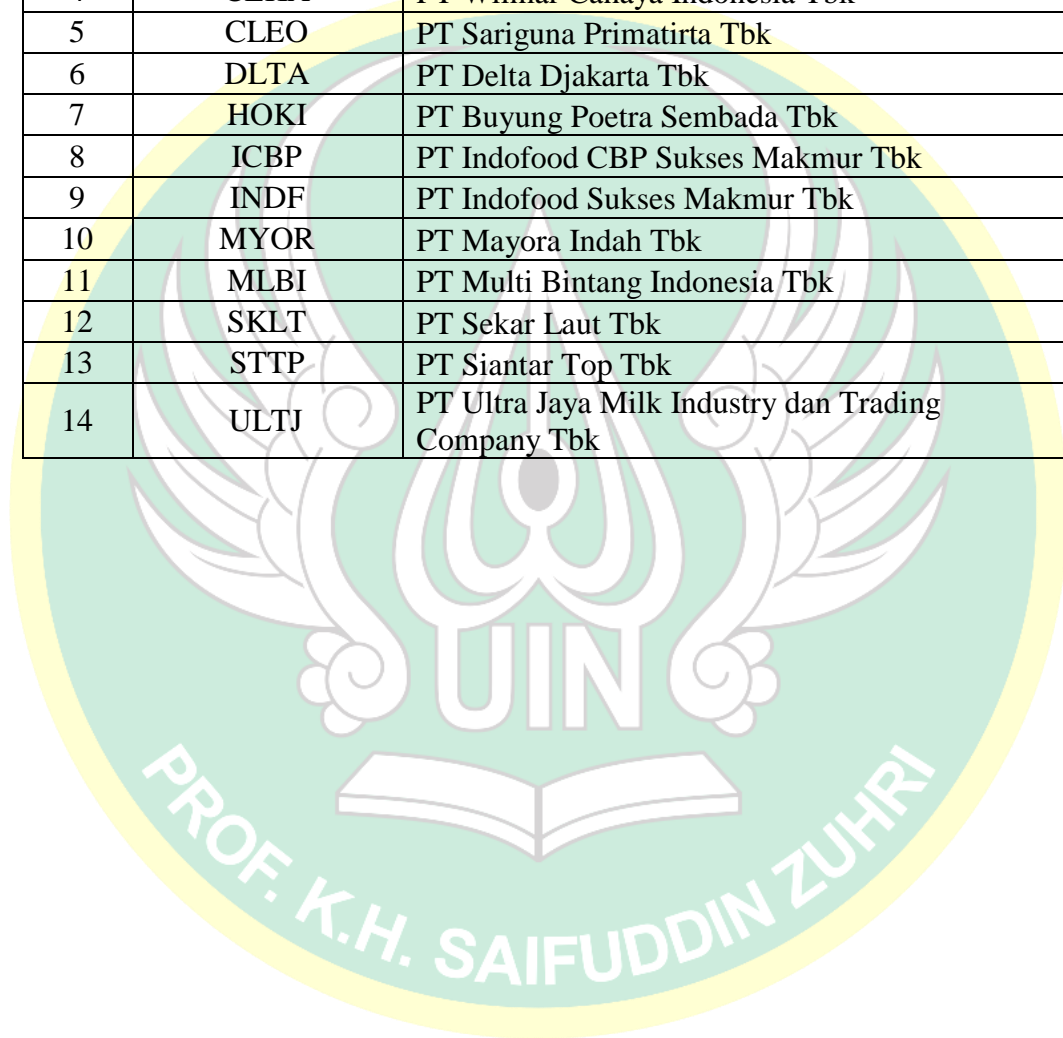 5 CLEO PT Sariguna Primatirta Tbk
6 DLTA PT Delta Djakarta Tbk
7 HOKI PT Buyung Poetra Sembada Tbk
8 ICBP PT Indofood CBP Sukses Makmur Tbk
9 INDF PT Indofood Sukses Makmur Tbk
10 MYOR PT Mayora Indah Tbk
11 MLBI PT Multi Bintang Indonesia Tbk
12 SKLT PT Sekar Laut Tbk
13 STTP PT Siantar Top Tbk
14 ULTJ PT Ultra Jaya Milk Industry dan Trading
Company Tbk
UIN
PROF. K.H. SAIFUDDIN ZUHRI